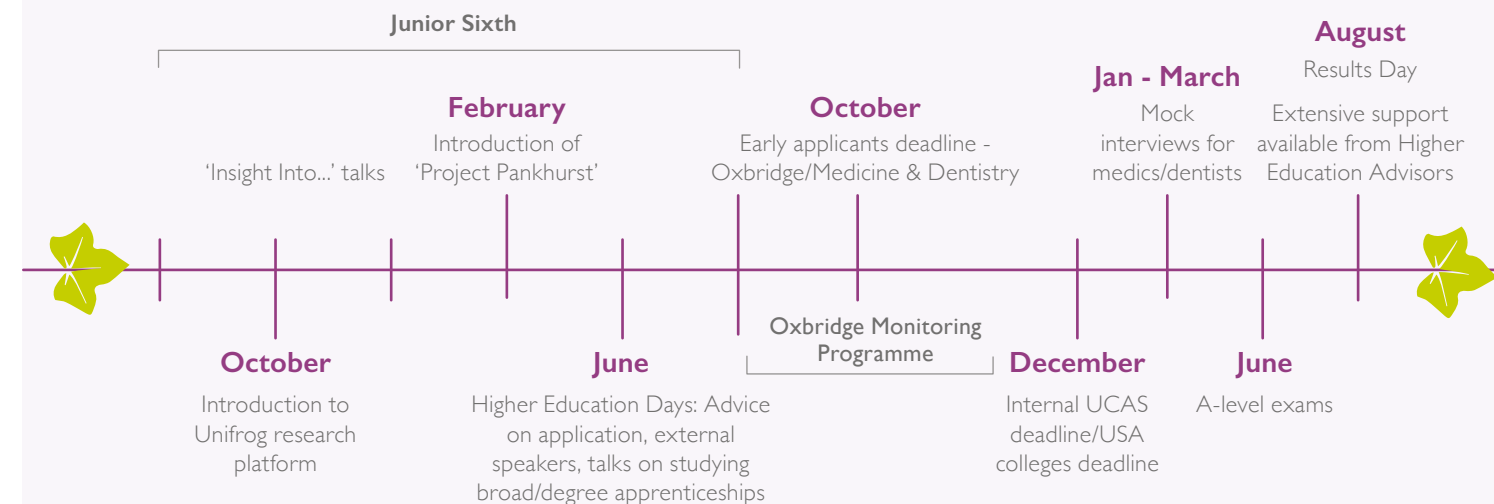 Junior Sixth
'Insight Into...' talks
February
Introduction of
'Project Pankhurst'
October
Early applicants deadline -
Oxbridge/Medicine & Dentistry
Jan - March
Mock
interviews for
medics/dentists
August
Results Day
Extensive support
available from Higher
Education Advisors
October
Introduction to
Unifrog research
platform
June
Higher Education Days: Advice
on application, external
speakers, talks on studying
broad/degree apprenticeships
Oxbridge Monitoring
Programme
December
Internal UCAS
deadline/USA
colleges deadline
June
A-level exams